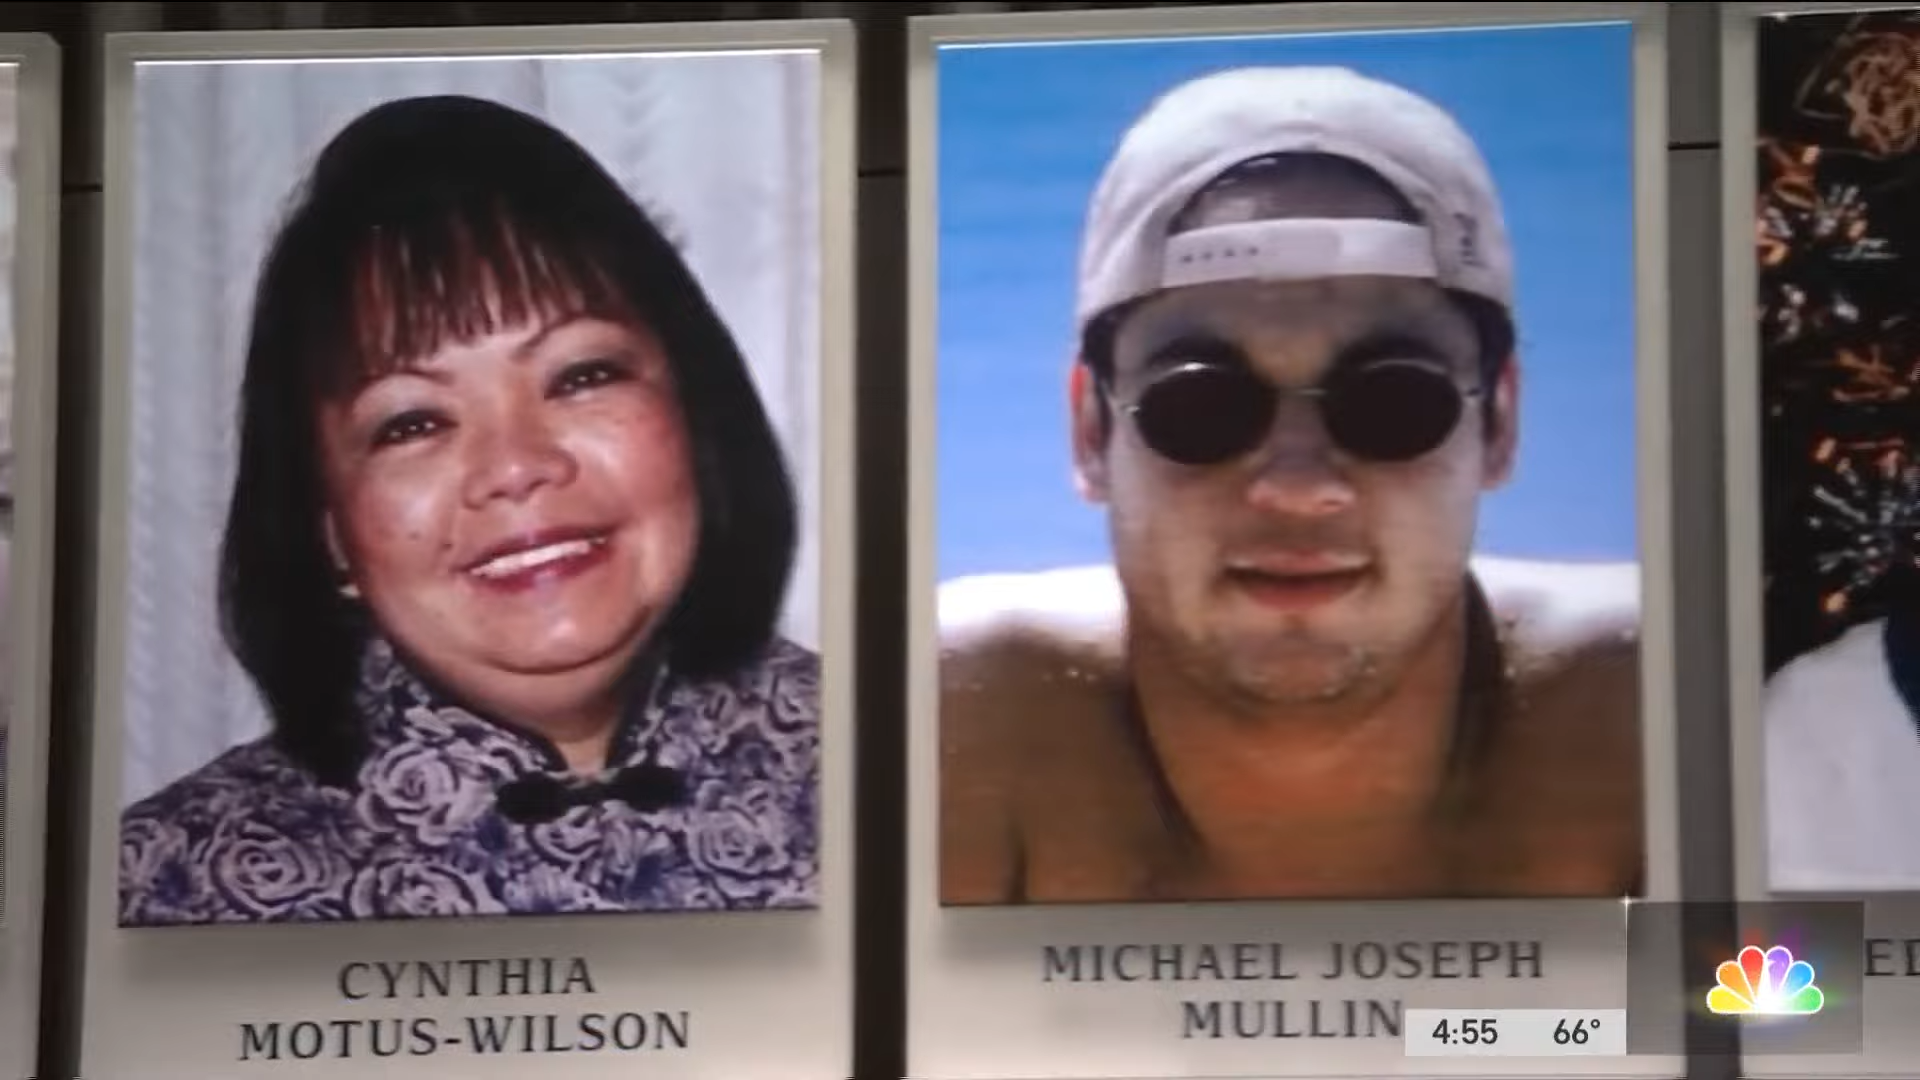 CYNTHIA
MOTUS-WILSON
MICHAEL JOSEPH
MULLIN
4:55 66°